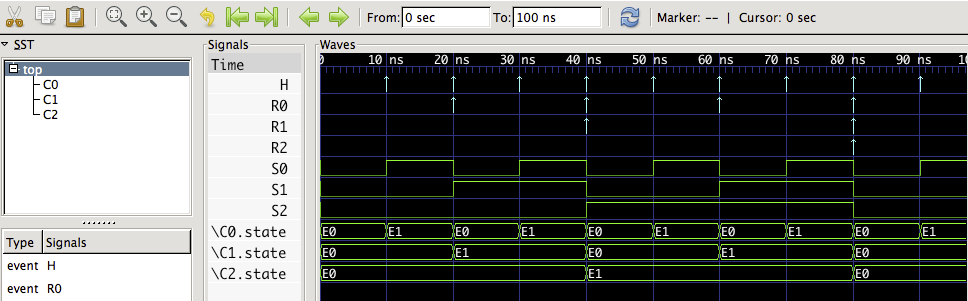 From: 0 sec To: 100 ns Marker: -- | Cursor: 0 sec
SST
top
C0
C1
C2
Type Signals
event H
event R0
Signals
Time
H
R0
R1
R2
S0
S1
S2
\C0.state
\C1.state
\C2.state
Waves
0 10 ns 20 ns 30 ns 40 ns 50 ns 60 ns 70 ns 80 ns 90 ns 10
E0 E1 E0 E1 E0 E1 E0 E1 E0 E1
E0 E1 E0 E1 E0
E0 E1 E0